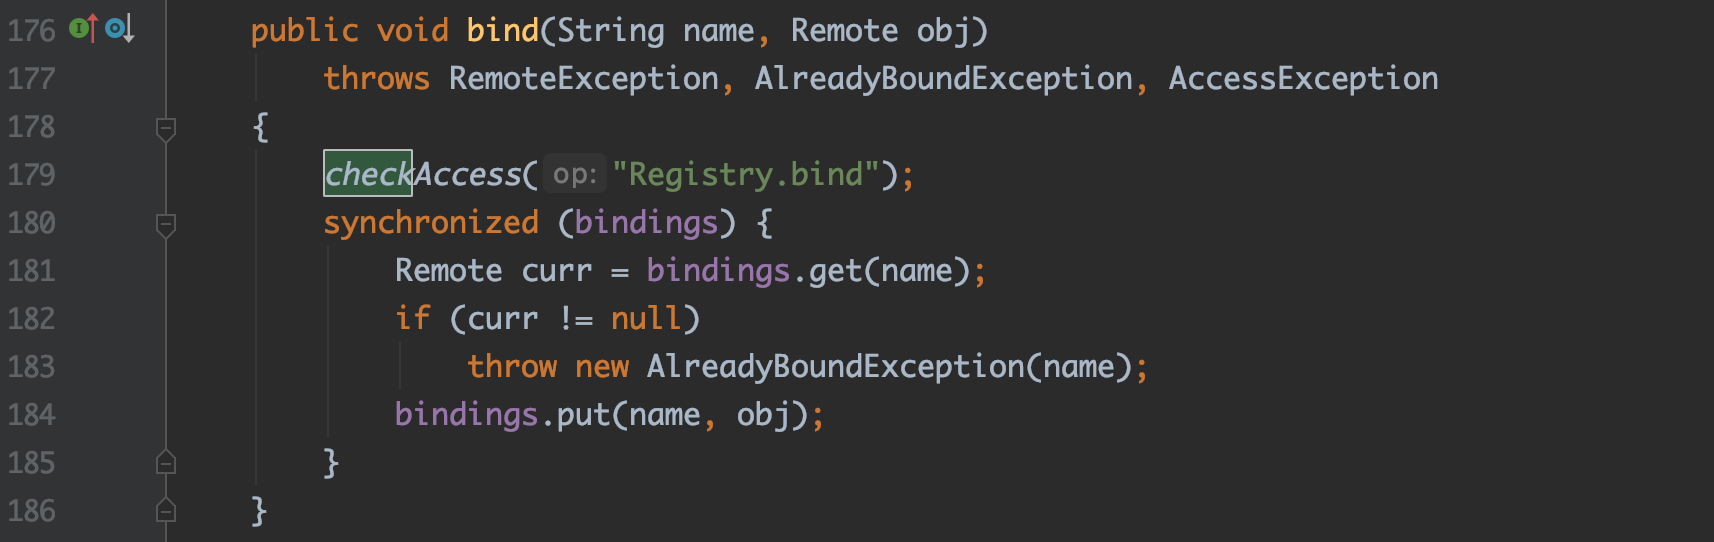 176 public void bind(String name, Remote obj)
177 throws RemoteException, AlreadyBoundException, AccessException
178 {
179 checkAccess( op: "Registry.bind");
180 synchronized (bindings) {
181 Remote curr = bindings.get(name);
182 if (curr != null)
183 throw new AlreadyBoundException(name);
184 bindings.put(name, obj);
185 }
186 }